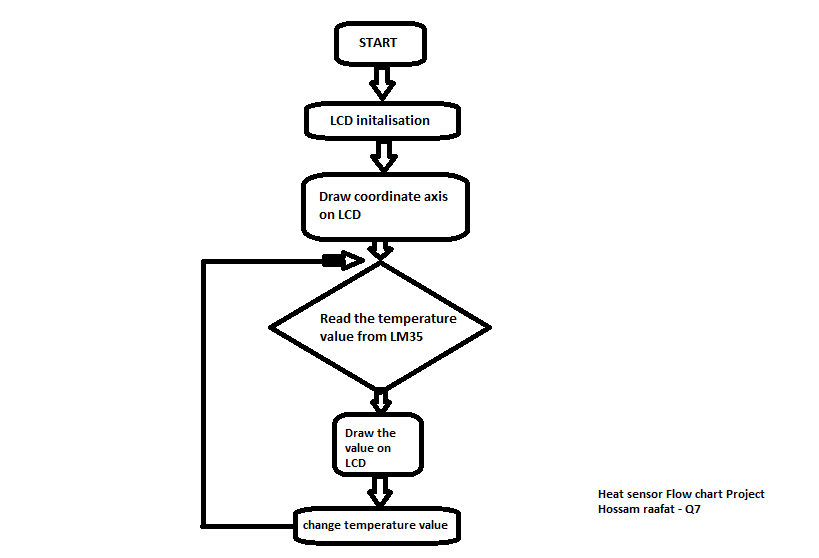 START
LCD initalisation
Draw coordinate axis
on LCD
Read the temperature
value from LM35
Draw the
value on
LCD
change temperature value
Heat sensor Flow chart Project
Hossam raafat - Q7